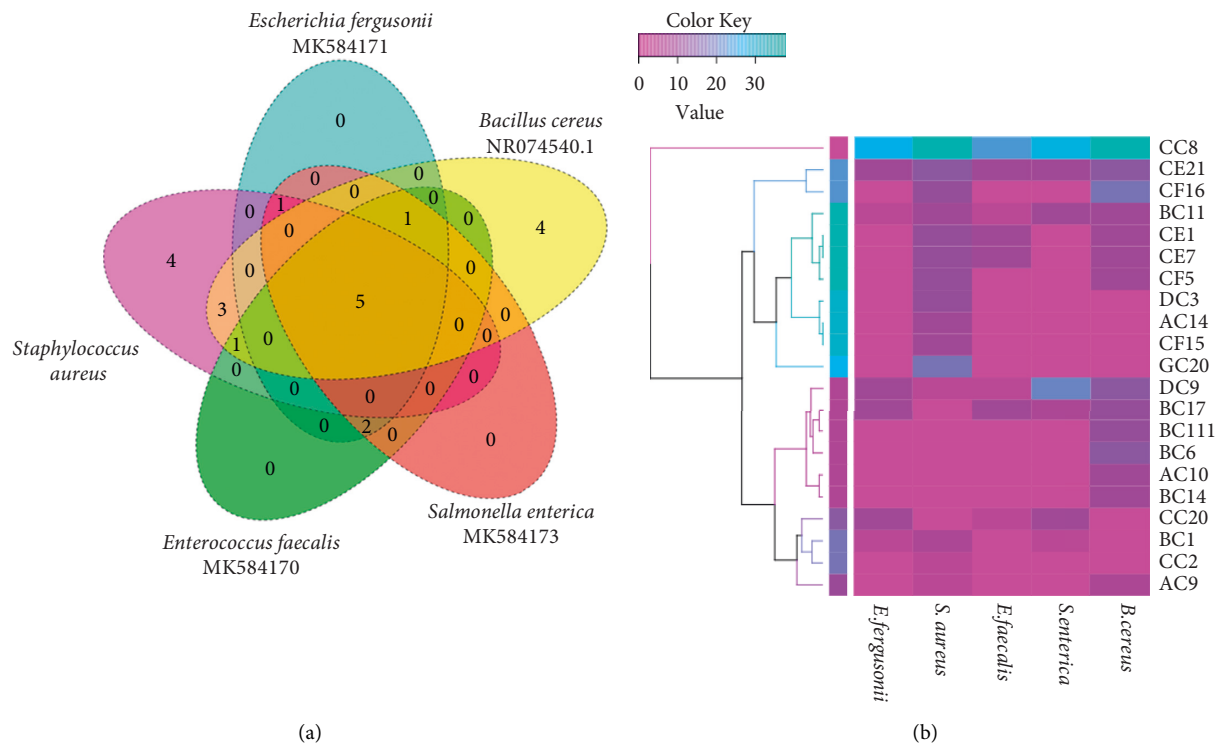 Escherichia fergusonii
MK584171
0
Bacillus cereus
NR074540.1
0
0
0
0
1
0
0
1
0
4
0
4
0
0
5
3
0
0
0
1
0
0
Staphylococcus
aureus
0
0
0
0
0
0
2
0
0
0
Salmonella enterica
MK584173
Enterococcus faecalis
MK584170
(a)
Color Key
0 10 20 30
Value
CC8
CE21
CF16
BC11
CE1
CE7
CF5
DC3
AC14
CF15
GC20
DC9
BC17
BC111
BC6
AC10
BC14
CC20
BC1
CC2
AC9
E.fergusonii
S. aureus
E.faecalis
S.enterica
B.cereus
(b)